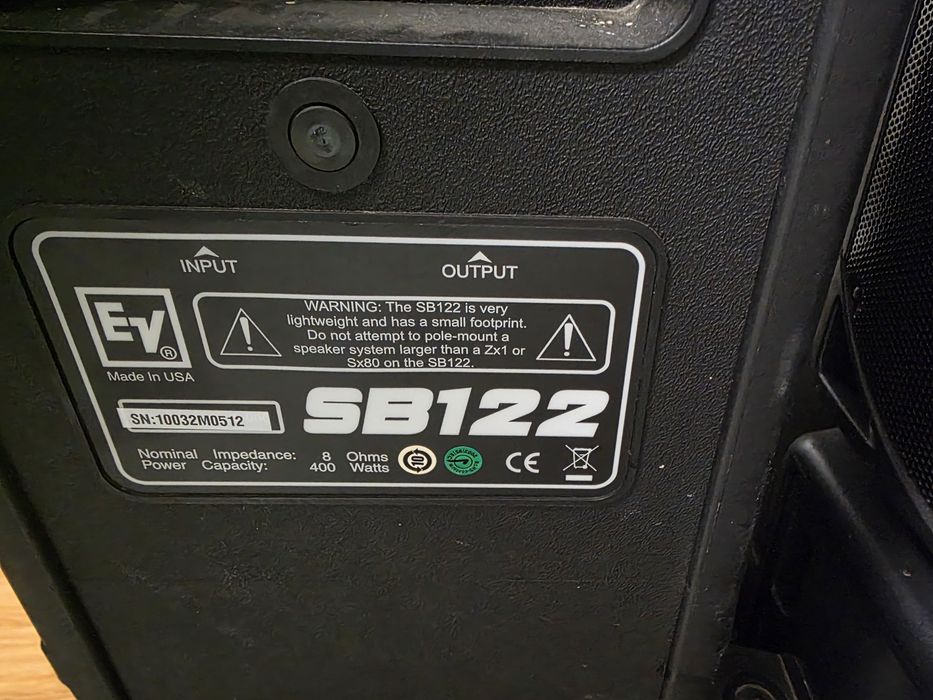 INPUT
OUTPUT
EV®
Made In USA
WARNING: The SB122 is very
lightweight and has a small footprint.
Do not attempt to pole-mount a
speaker system larger than a Zx1 or
Sx80 on the SB122.
SN:10032M0512
SB122
Nominal Impedance: 8 Ohms
Power Capacity: 400 Watts
CE